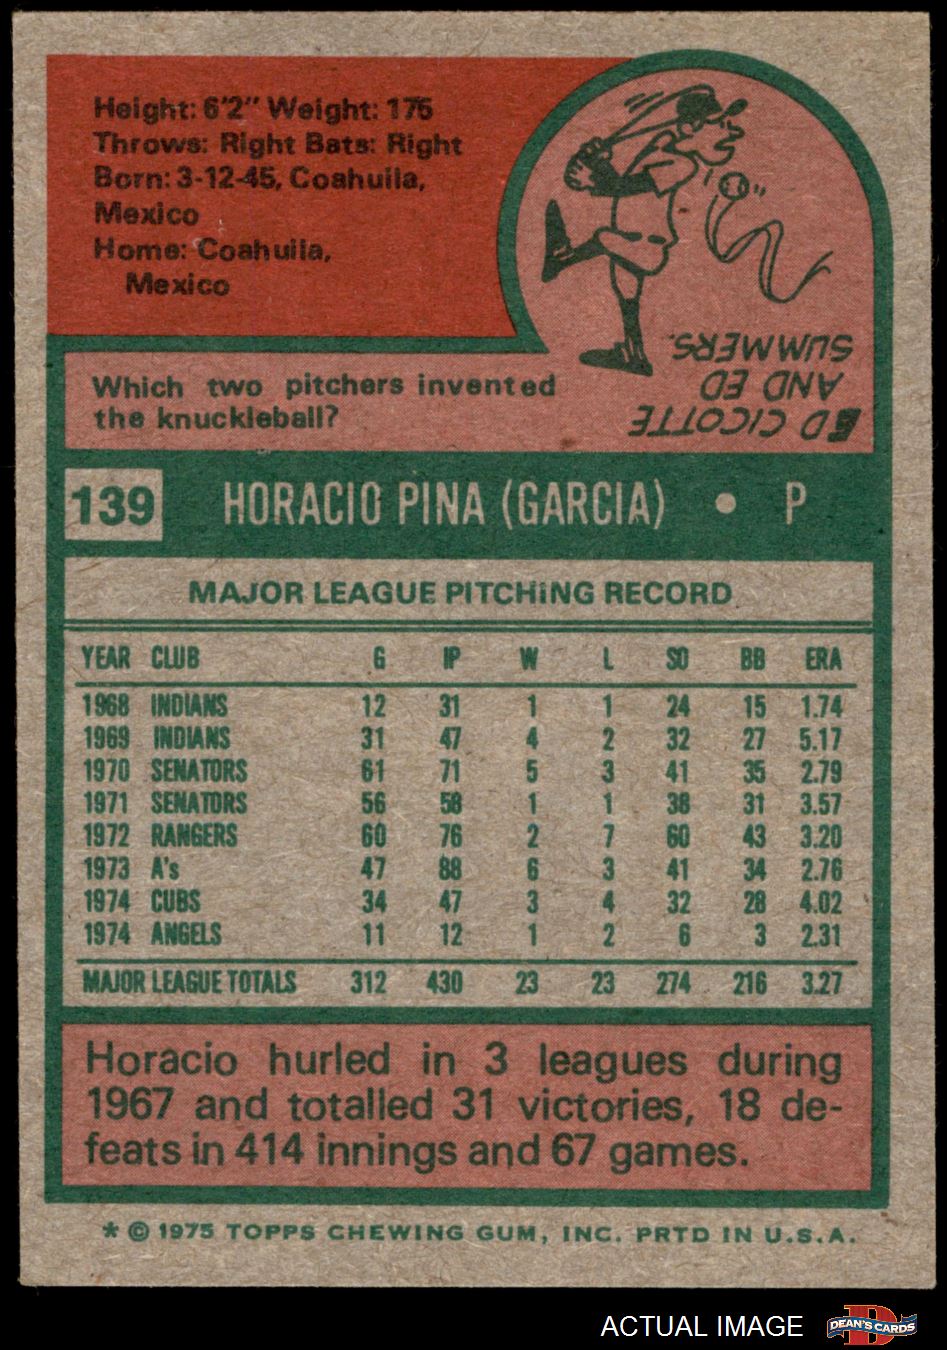 Height: 6'2" Weight: 175
Throws: Right Bats: Right
Born: 3-12-45, Coahuila,
Mexico
Home: Coahuila,
Mexico
Which two pitchers invented
the knuckleball?
ED CICOTTE
AND ED
SUMMERS.
139 HORACIO PINA (GARCIA) • P
MAJOR LEAGUE PITCHING RECORD
YEAR CLUB G IP W L SO BB ERA
1968 INDIANS 12 31 1 1 24 15 1.74
1969 INDIANS 31 47 4 2 32 27 5.17
1970 SENATORS 61 71 5 3 41 35 2.79
1971 SENATORS 56 58 1 1 38 31 3.57
1972 RANGERS 60 76 2 7 60 43 3.20
1973 A's 47 88 6 3 41 34 2.76
1974 CUBS 34 47 3 4 32 28 4.02
1974 ANGELS 11 12 1 2 6 3 2.31
MAJOR LEAGUE TOTALS 312 430 23 23 274 216 3.27
Horacio hurled in 3 leagues during
1967 and totalled 31 victories, 18 de-
feats in 414 innings and 67 games.
* © 1975 TOPPS CHEWING GUM, INC. PRTD IN U.S.A.
ACTUAL IMAGE DEAN'S CARDS